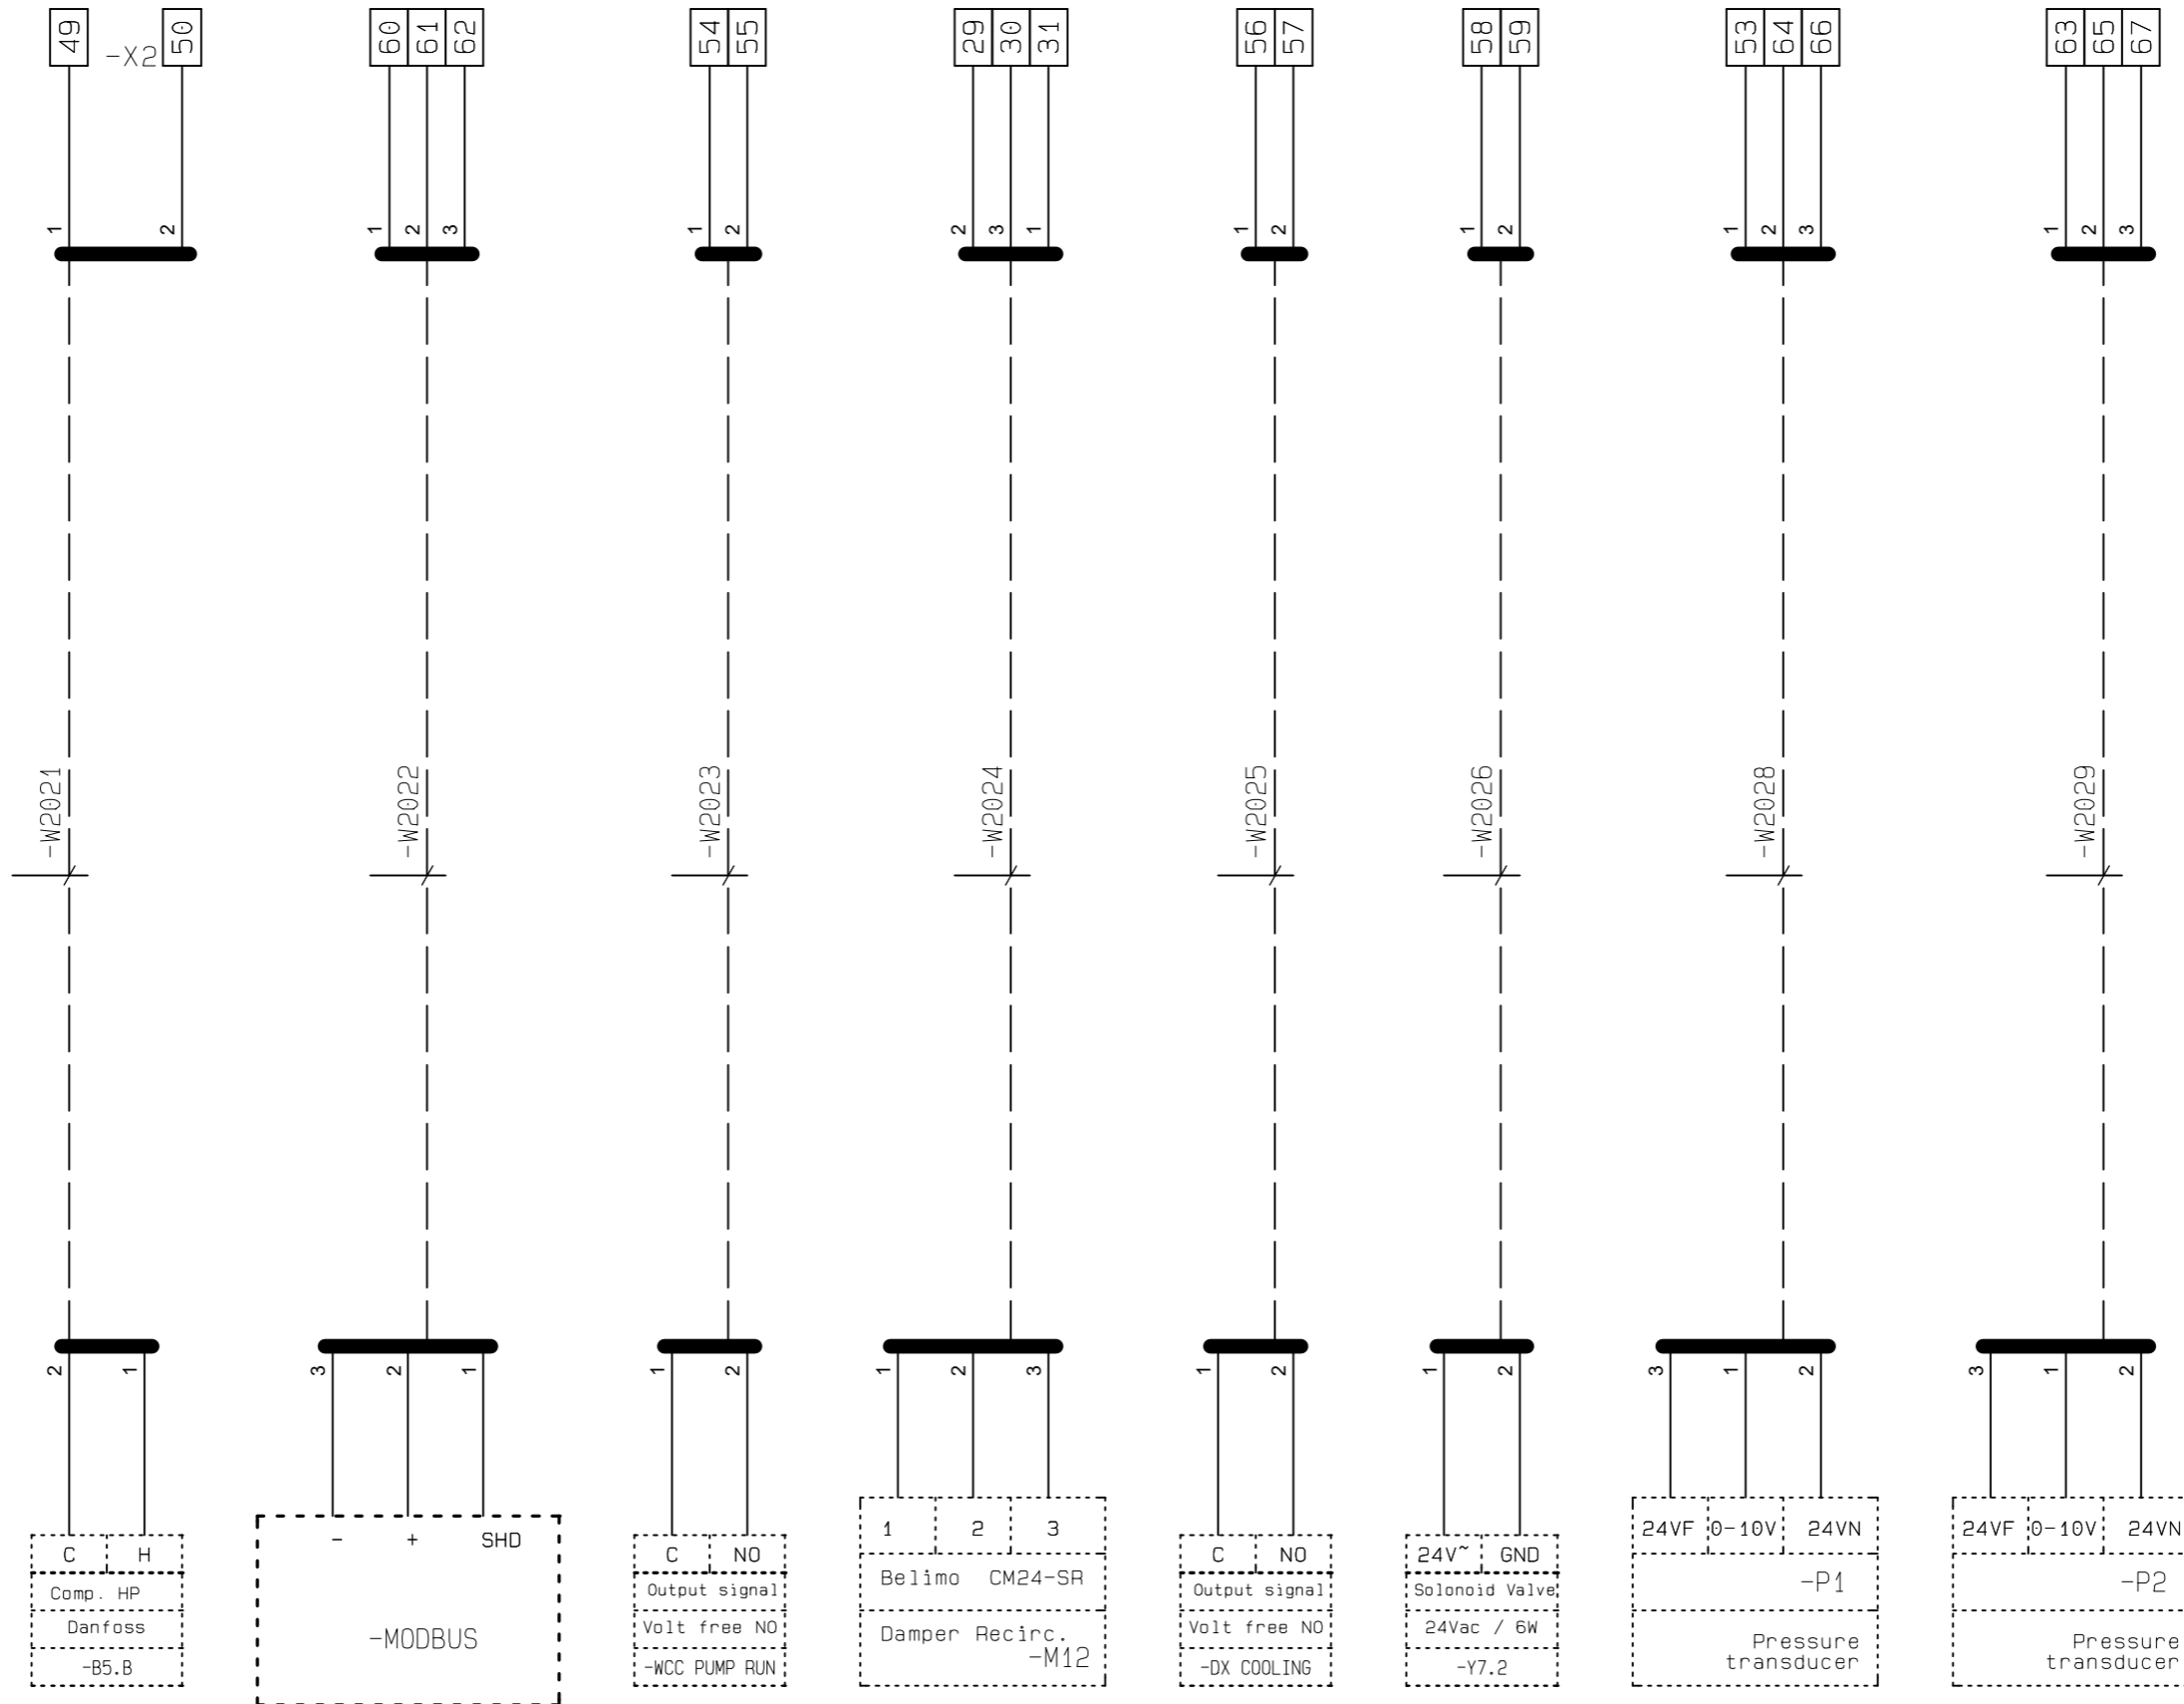 49 -X2 50 60 61 62 54 55 29 30 31 56 57 58 59 53 64 66 63 65 67
1 2 1 2 3 1 2 2 3 1 1 2 1 2 1 2 3 1 2 3
-W2021 -W2022 -W2023 -W2024 -W2025 -W2026 -W2028 -W2029
2 1 3 2 1 1 2 1 2 3 1 2 1 2 3 1 2 3 1 2
C H
Comp. HP
Danfoss
-B5.B
- + SHD
-MODBUS
C NO
Output signal
Volt free NO
-WCC PUMP RUN
1 2 3
Belimo CM24-SR
Damper Recirc.
-M12
C NO
Output signal
Volt free NO
-DX COOLING
24V~ GND
Solonoid Valve
24Vac / 6W
-Y7.2
24VF 0-10V 24VN
-P1
Pressure
transducer
24VF 0-10V 24VN
-P2
Pressure
transducer